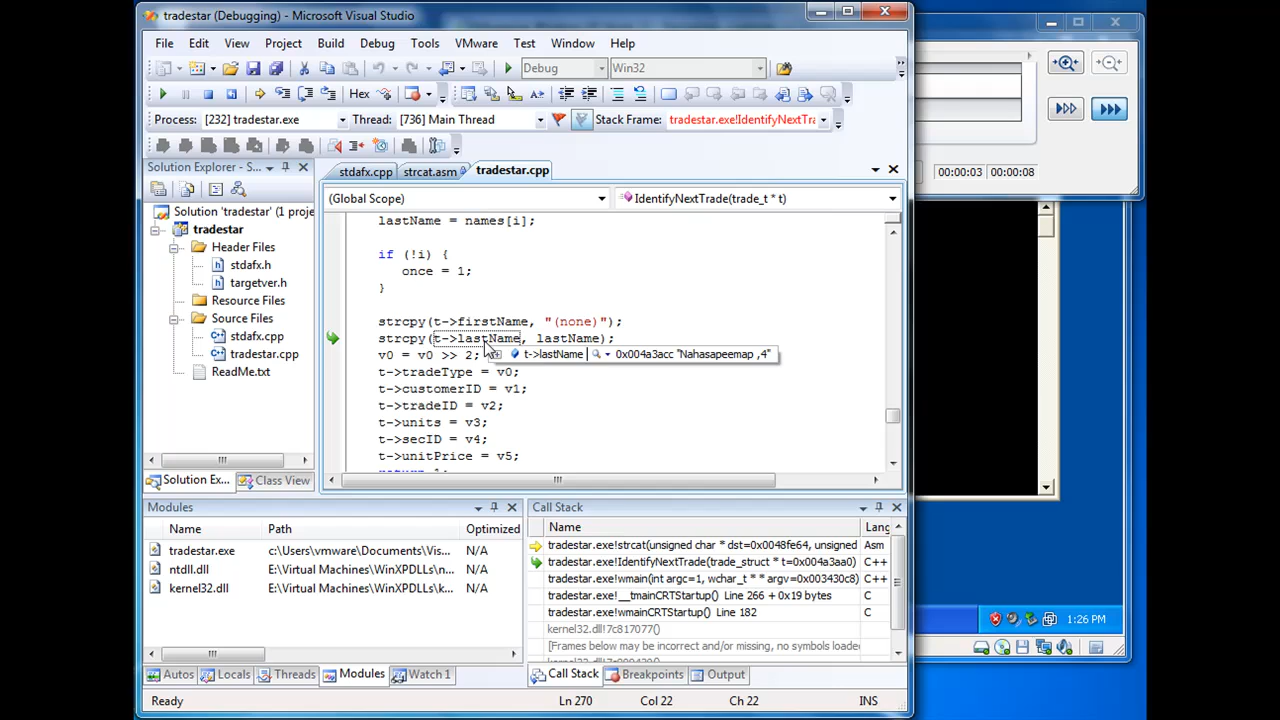 tradestar (Debugging) - Microsoft Visual Studio
File Edit View Project Build Debug Tools VMware Test Window Help
Debug Win32
Hex
Process: [232] tradestar.exe Thread: [736] Main Thread Stack Frame: tradestar.exe!IdentifyNextTra
Solution Explorer - S...
stdafx.cpp strcat.asm tradestar.cpp
(Global Scope) IdentifyNextTrade(trade_t * t)
Solution 'tradestar' (1 proje
tradestar
Header Files
stdafx.h
targetver.h
Resource Files
Source Files
stdafx.cpp
tradestar.cpp
ReadMe.txt
Solution Ex... Class View
lastName = names[i];
if (!i) {
once = 1;
}
strcpy(t->firstName, "(none)");
strcpy(t->lastName, lastName);
v0 = v0 >> 2;
t->lastName 0x004a3acc "Nahasapeemap ,4"
t->tradeType = v0;
t->customerID = v1;
t->tradeID = v2;
t->units = v3;
t->secID = v4;
t->unitPrice = v5;
return 1;
Modules
Name Path Optimized
tradestar.exe c:\Users\vmware\Documents\Vis... N/A
ntdll.dll E:\Virtual Machines\WinXPDLLs\n... N/A
kernel32.dll E:\Virtual Machines\WinXPDLLs\k... N/A
Autos Locals Threads Modules Watch 1
Call Stack
Name Lang
tradestar.exe!strcat(unsigned char * dst=0x0048fe64, unsigned Asm
tradestar.exe!IdentifyNextTrade(trade_struct * t=0x004a3aa0) C++
tradestar.exe!wmain(int argc=1, wchar_t * * argv=0x003430c8) C++
tradestar.exe!__tmainCRTStartup() Line 266 + 0x19 bytes C
tradestar.exe!wmainCRTStartup() Line 182 C
kernel32.dll!7c817077()
[Frames below may be incorrect and/or missing, no symbols loade
Call Stack Breakpoints Output
Ready Ln 270 Col 22 Ch 22 INS
00:00:03 00:00:08
1:26 PM